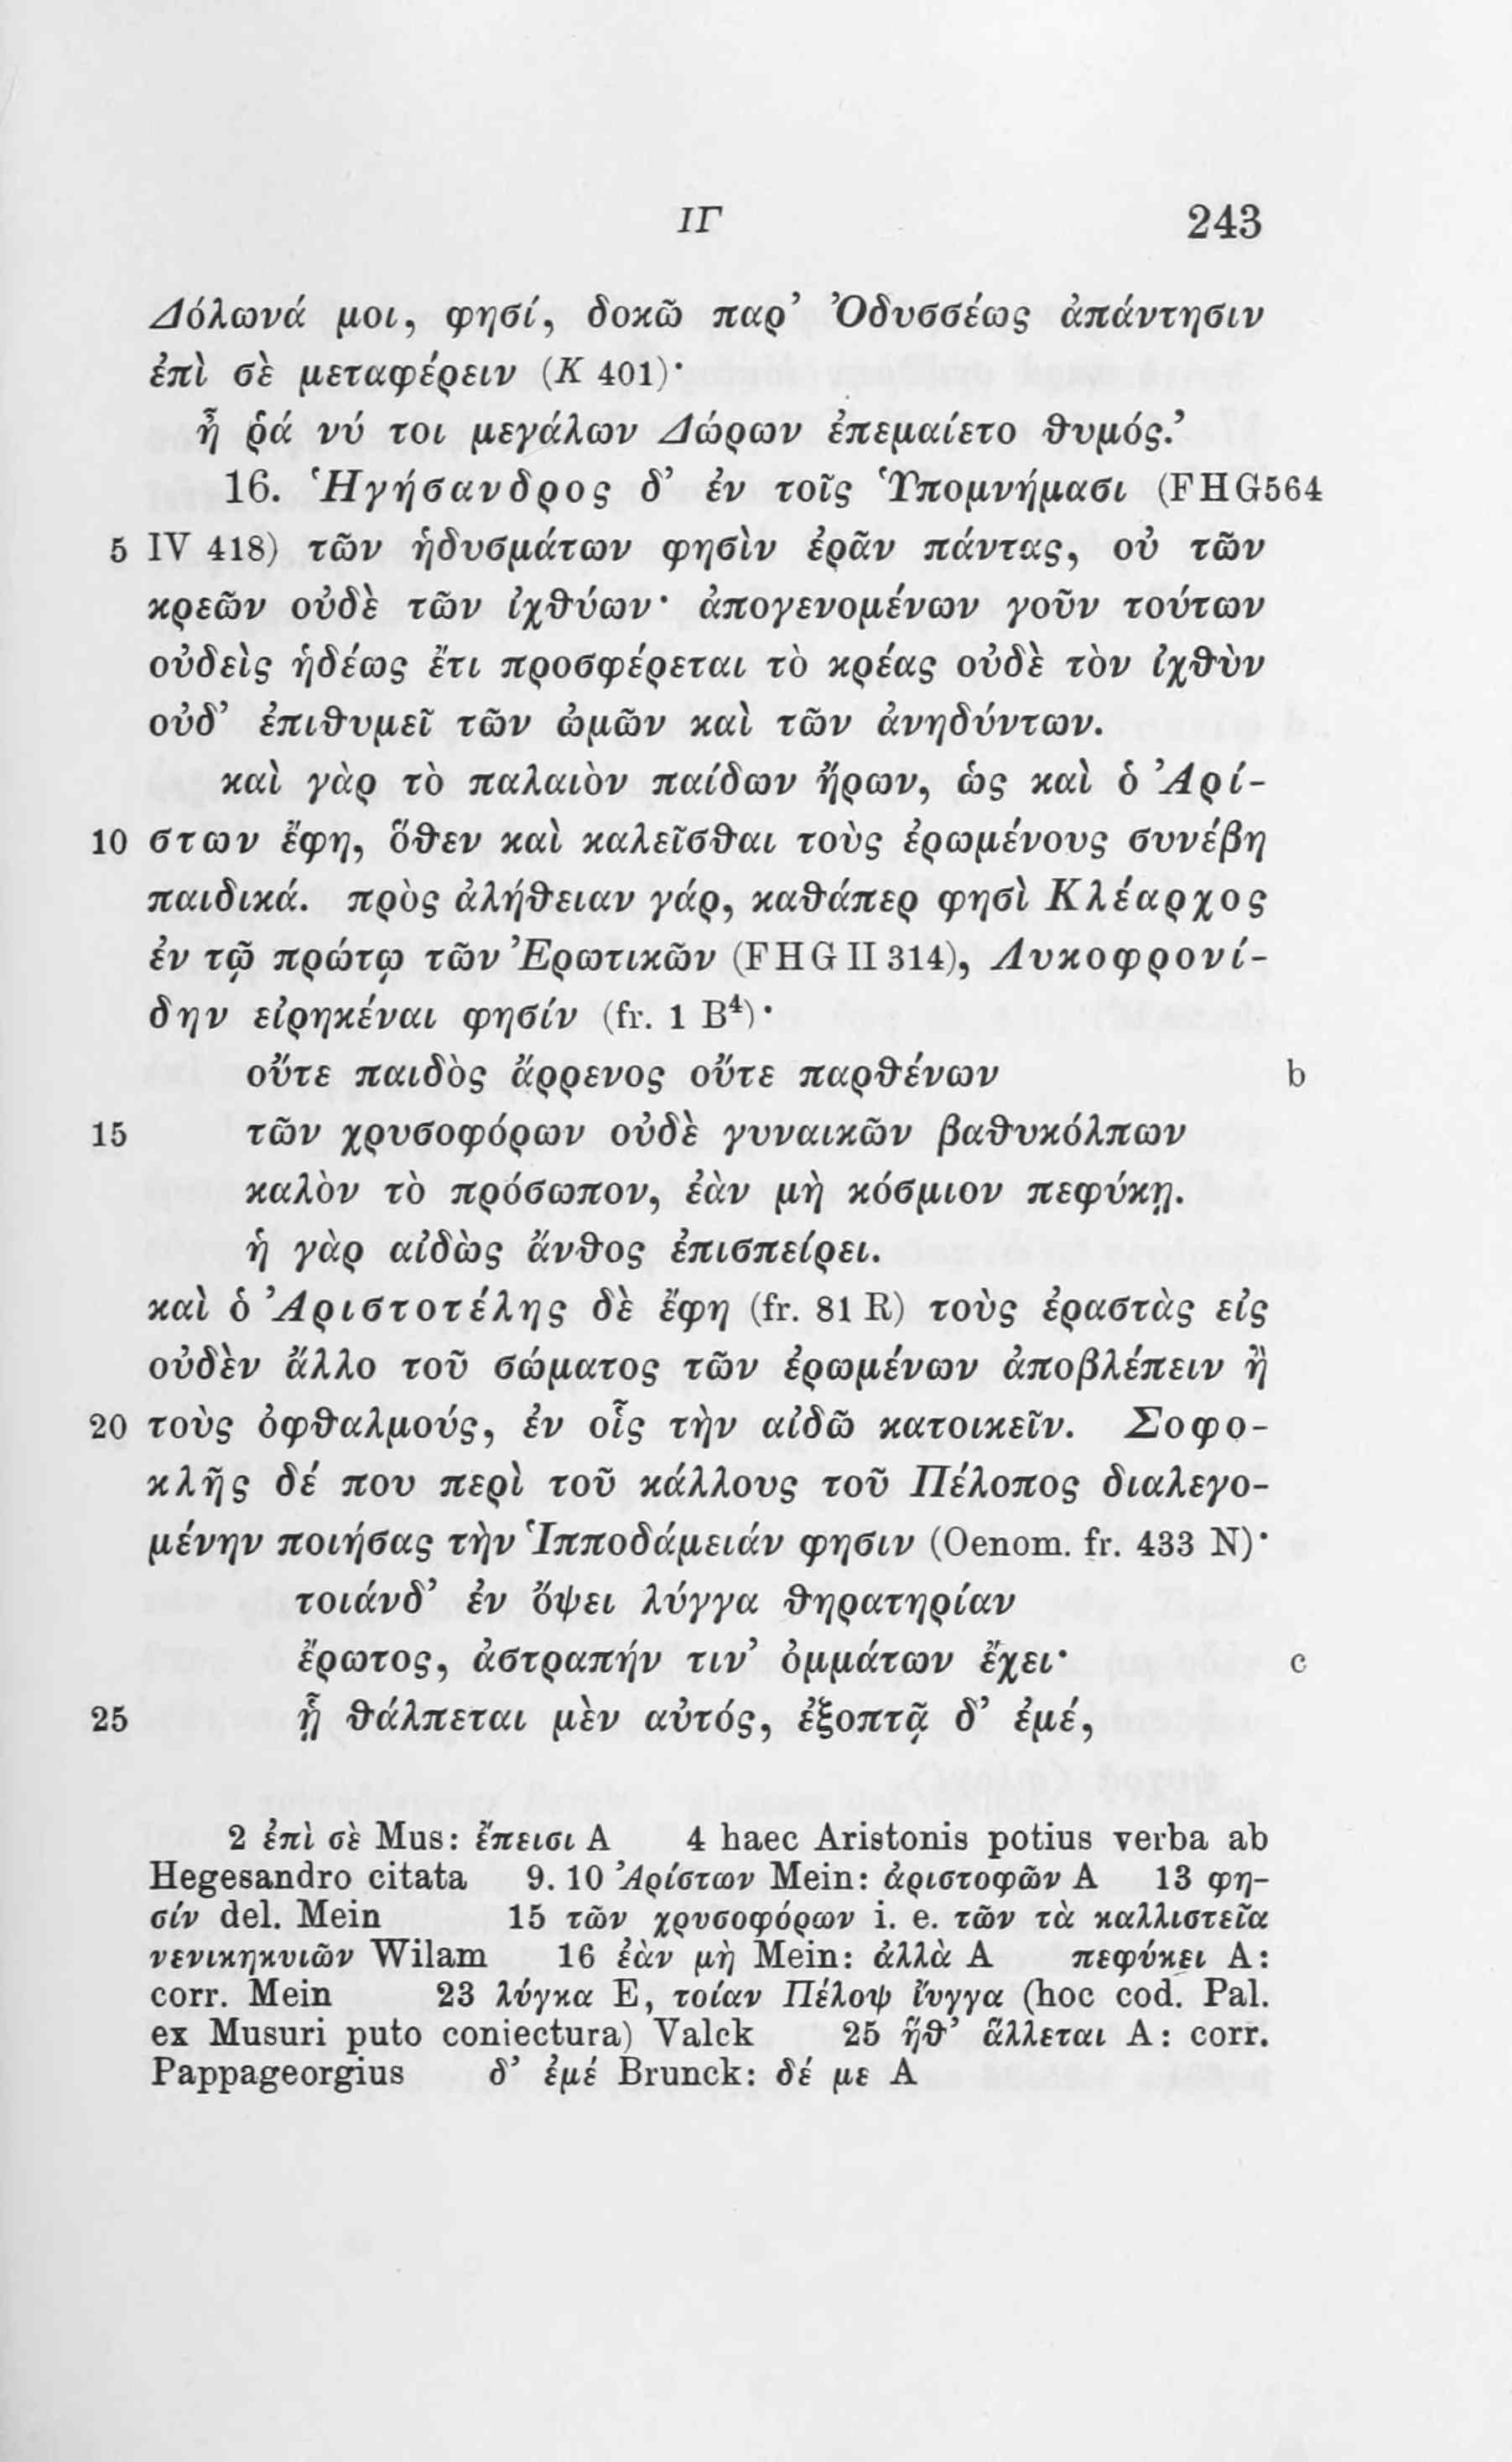 ΙΓ 243
Δόλωνά μοι, φησί, δοκῶ παρ’ Ὀδυσσέως ἀπάντησιν
ἐπὶ σὲ μεταφέρειν (Κ 401)·
ἦ ῥά νύ τοι μεγάλων Δώρων ἐπεμαίετο θυμός.’
16. Ἡγήσανδρος δ’ ἐν τοῖς Ὑπομνήμασι (FHG 564
5 IV 418) τῶν ἡδυσμάτων φησὶν ἐρᾶν πάντας, οὐ τῶν
κρεῶν οὐδὲ τῶν ἰχθύων· ἀπογενομένων γοῦν τούτων
οὐδεὶς ἡδέως ἔτι προσφέρεται τὸ κρέας οὐδὲ τὸν ἰχθὺν
οὐδ’ ἐπιθυμεῖ τῶν ὠμῶν καὶ τῶν ἀνηδύντων.
καὶ γὰρ τὸ παλαιὸν παίδων ἤρων, ὡς καὶ ὁ Ἀρί-
10 στων ἔφη, ὅθεν καὶ καλεῖσθαι τοὺς ἐρωμένους συνέβη
παιδικά. πρὸς ἀλήθειαν γάρ, καθάπερ φησὶ Κλέαρχος
ἐν τῷ πρώτῳ τῶν Ἐρωτικῶν (FHG II 314), Λυκοφρονί-
δην εἰρηκέναι φησίν (fr. 1 B⁴)·
οὔτε παιδὸς ἄρρενος οὔτε παρθένων b
15 τῶν χρυσοφόρων οὐδὲ γυναικῶν βαθυκόλπων
καλὸν τὸ πρόσωπον, ἐὰν μὴ κόσμιον πεφύκῃ.
ἡ γὰρ αἰδὼς ἄνθος ἐπισπείρει.
καὶ ὁ Ἀριστοτέλης δὲ ἔφη (fr. 81 R) τοὺς ἐραστὰς εἰς
οὐδὲν ἄλλο τοῦ σώματος τῶν ἐρωμένων ἀποβλέπειν ἢ
20 τοὺς ὀφθαλμούς, ἐν οἷς τὴν αἰδῶ κατοικεῖν. Σοφο-
κλῆς δέ που περὶ τοῦ κάλλους τοῦ Πέλοπος διαλεγο-
μένην ποιήσας τὴν Ἱπποδάμειάν φησιν (Oenom. fr. 433 N)·
τοιάνδ’ ἐν ὄψει λύγγα θηρατηρίαν
ἔρωτος, ἀστραπήν τιν’ ὀμμάτων ἔχει· c
25 ᾗ θάλπεται μὲν αὐτός, ἐξοπτᾷ δ’ ἐμέ,
2 ἐπὶ σὲ Mus: ἔπεισι A 4 haec Aristonis potius verba ab
Hegesandro citata 9. 10 Ἀρίστων Mein: ἀριστοφῶν A 13 φη-
σίν del. Mein 15 τῶν χρυσοφόρων i. e. τῶν τὰ καλλιστεῖα
νενικηκυιῶν Wilam 16 ἐὰν μὴ Mein: ἀλλὰ A πεφύκει A:
corr. Mein 23 λύγκα E, τοίαν Πέλοψ ἴυγγα (hoc cod. Pal.
ex Musuri puto coniectura) Valck 25 ᾕθ’ ἅλλεται A: corr.
Pappageorgius δ’ ἐμέ Brunck: δέ με A